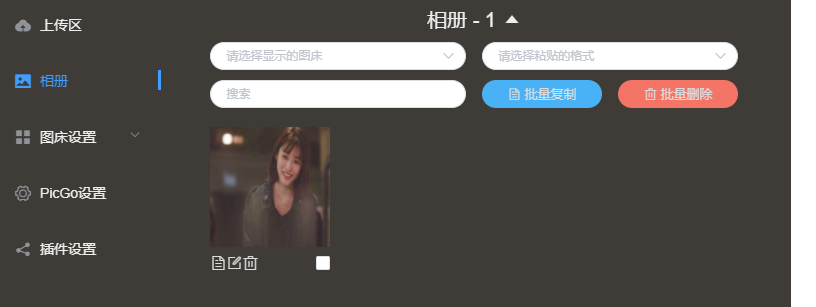 上传区
相册
图床设置
PicGo设置
插件设置
相册 - 1
请选择显示的图床
请选择粘贴的格式
搜索
批量复制
批量删除